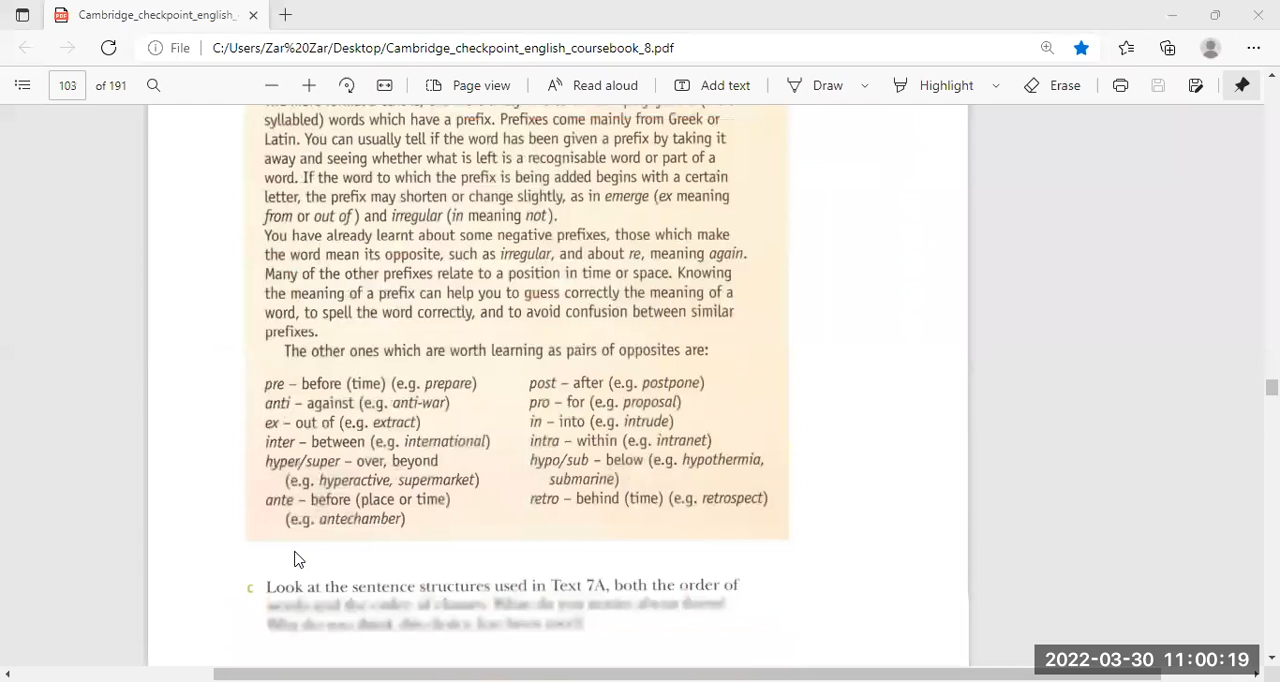 Cambridge_checkpoint_english_
File C:/Users/Zar%20Zar/Desktop/Cambridge_checkpoint_english_coursebook_8.pdf
103 of 191 Page view Read aloud Add text Draw Highlight Erase
syllabled) words which have a prefix. Prefixes come mainly from Greek or
Latin. You can usually tell if the word has been given a prefix by taking it
away and seeing whether what is left is a recognisable word or part of a
word. If the word to which the prefix is being added begins with a certain
letter, the prefix may shorten or change slightly, as in emerge (ex meaning
from or out of) and irregular (in meaning not).
You have already learnt about some negative prefixes, those which make
the word mean its opposite, such as irregular, and about re, meaning again.
Many of the other prefixes relate to a position in time or space. Knowing
the meaning of a prefix can help you to guess correctly the meaning of a
word, to spell the word correctly, and to avoid confusion between similar
prefixes.
The other ones which are worth learning as pairs of opposites are:
pre – before (time) (e.g. prepare) post – after (e.g. postpone)
anti – against (e.g. anti-war) pro – for (e.g. proposal)
ex – out of (e.g. extract) in – into (e.g. intrude)
inter – between (e.g. international) intra – within (e.g. intranet)
hyper/super – over, beyond hypo/sub – below (e.g. hypothermia,
(e.g. hyperactive, supermarket) submarine)
ante – before (place or time) retro – behind (time) (e.g. retrospect)
(e.g. antechamber)
c Look at the sentence structures used in Text 7A, both the order of
2022-03-30 11:00:19